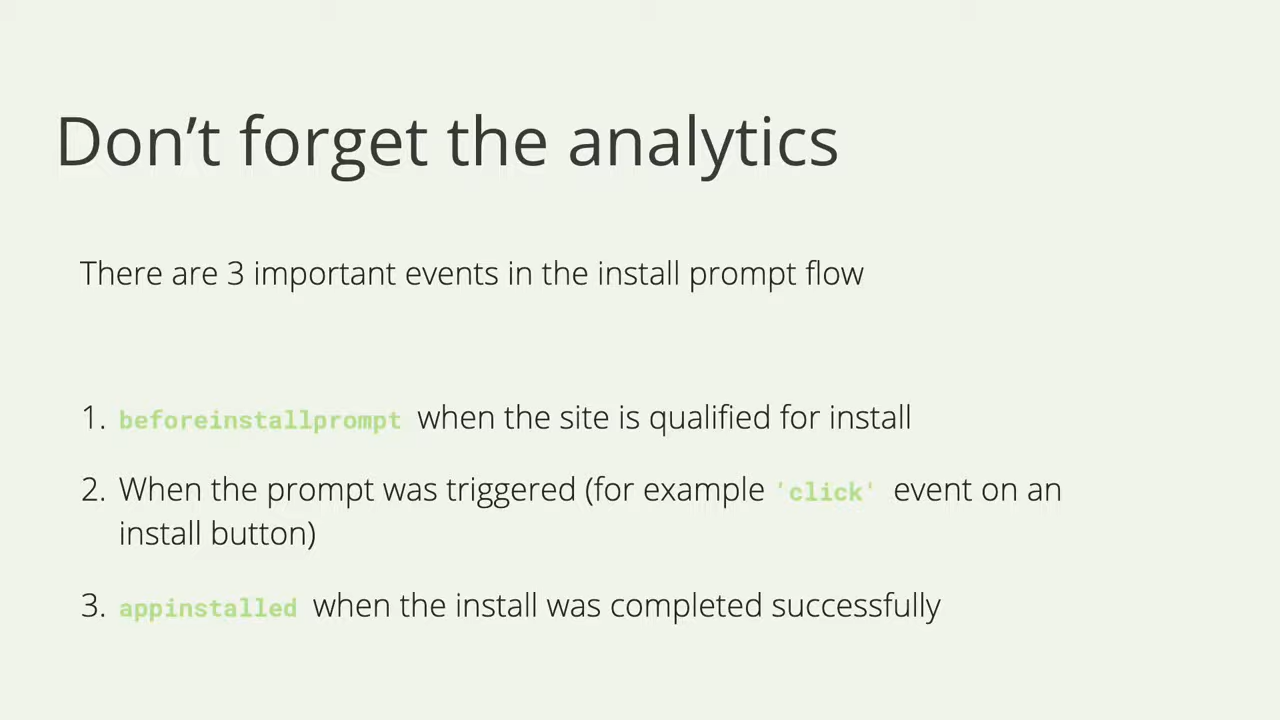 Don’t forget the analytics
There are 3 important events in the install prompt flow
1. beforeinstallprompt when the site is qualified for install
2. When the prompt was triggered (for example 'click' event on an
install button)
3. appinstalled when the install was completed successfully